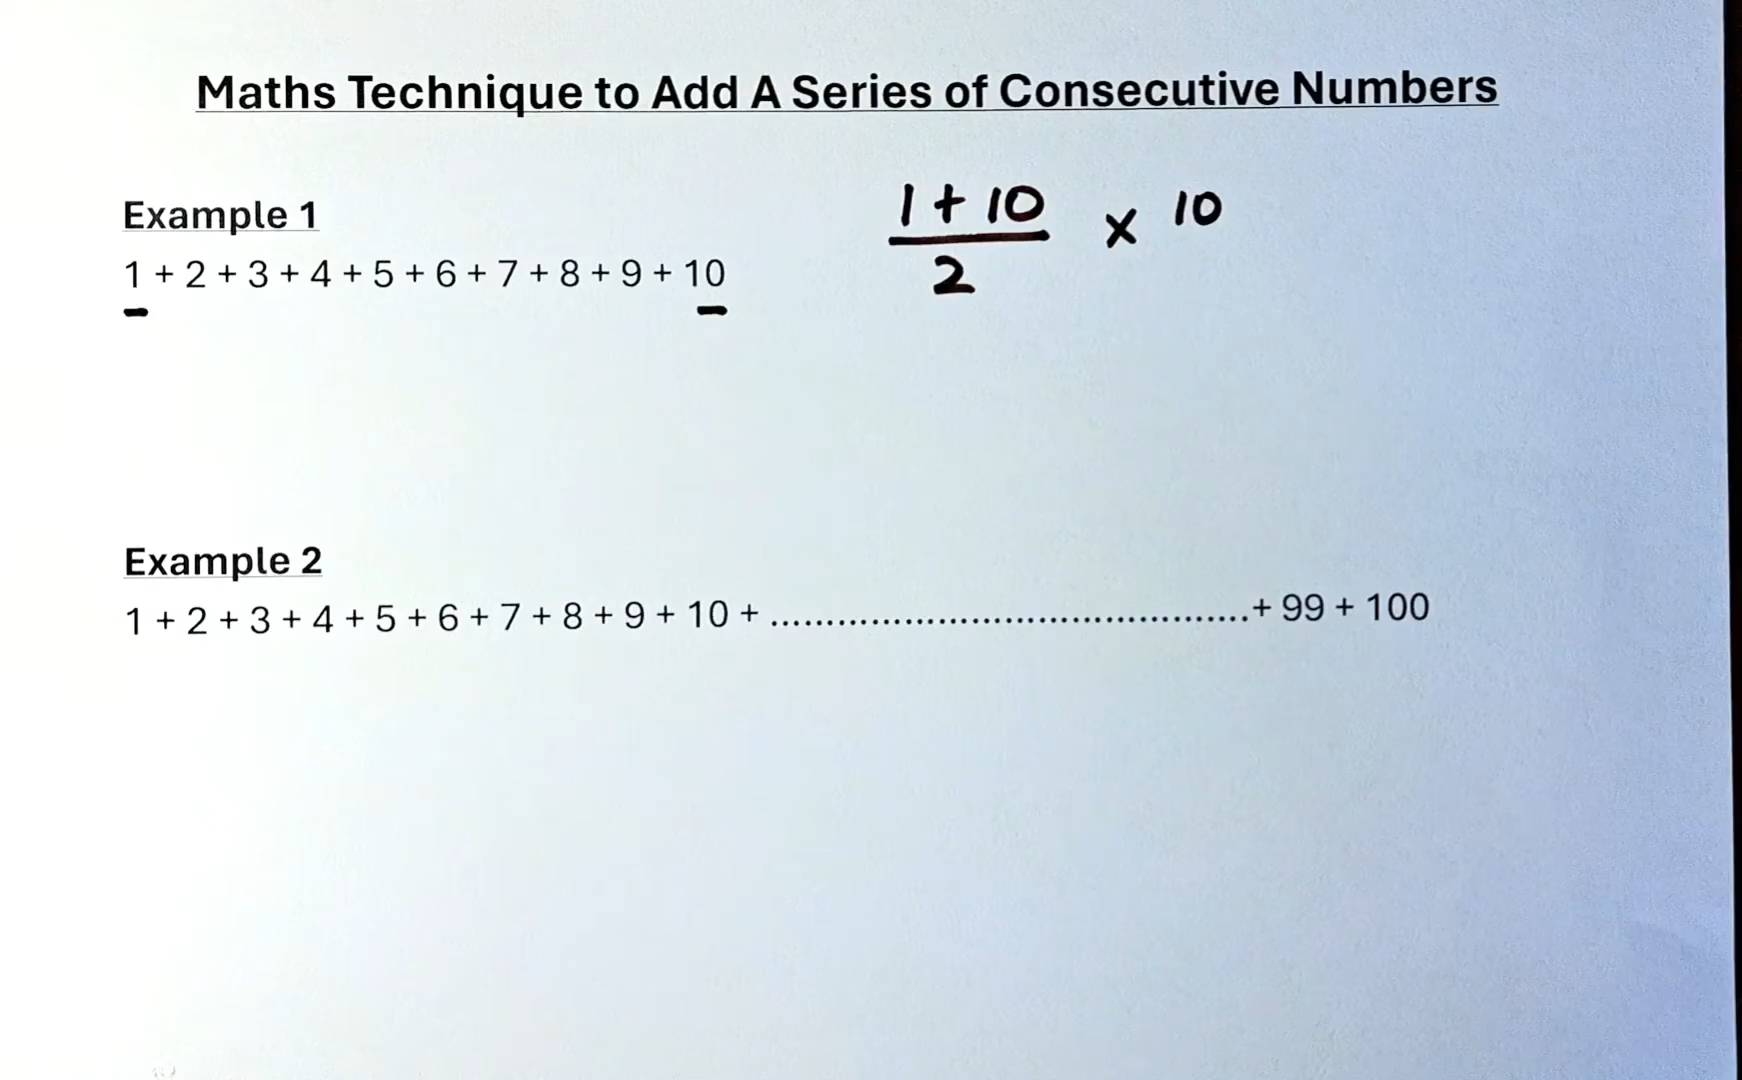 Maths Technique to Add A Series of Consecutive Numbers
Example 1
1 + 2 + 3 + 4 + 5 + 6 + 7 + 8 + 9 + 10
1 + 10
2
x 10
Example 2
1 + 2 + 3 + 4 + 5 + 6 + 7 + 8 + 9 + 10 + ............................................+ 99 + 100